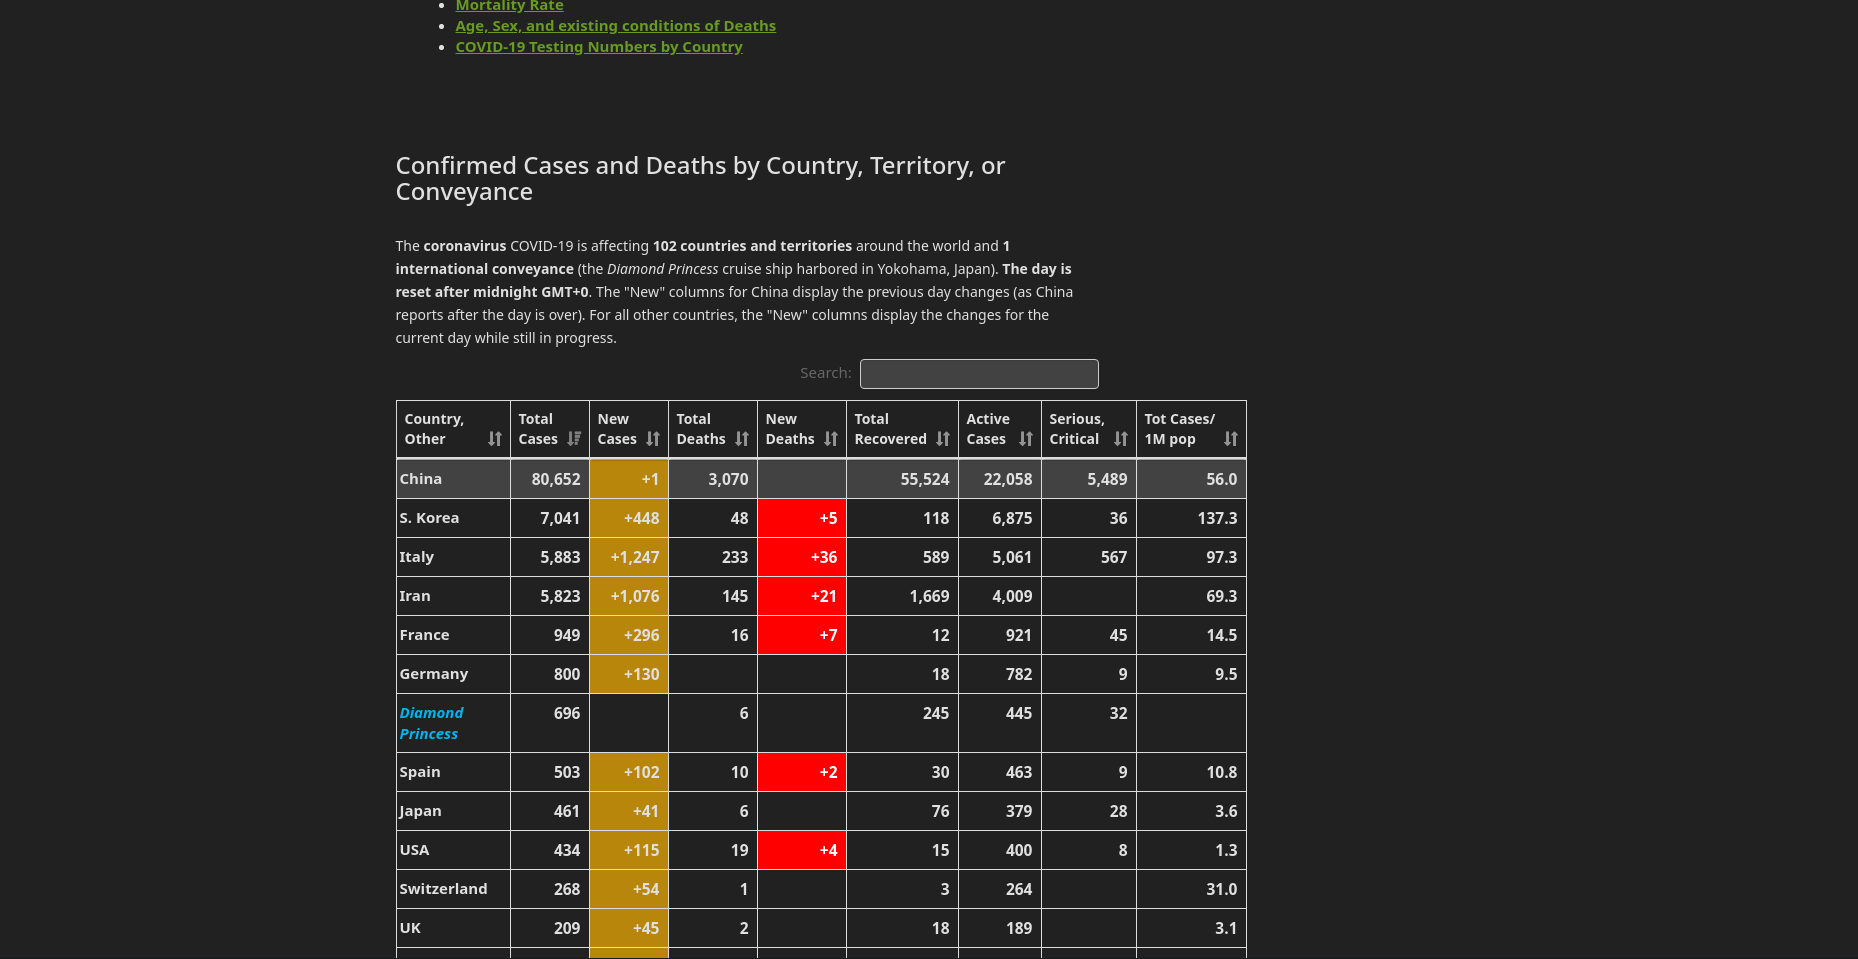 Mortality Rate
Age, Sex, and existing conditions of Deaths
COVID-19 Testing Numbers by Country
Confirmed Cases and Deaths by Country, Territory, or
Conveyance
The coronavirus COVID-19 is affecting 102 countries and territories around the world and 1
international conveyance (the Diamond Princess cruise ship harbored in Yokohama, Japan). The day is
reset after midnight GMT+0. The "New" columns for China display the previous day changes (as China
reports after the day is over). For all other countries, the "New" columns display the changes for the
current day while still in progress.
Search:
Country, Other Total Cases New Cases Total Deaths New Deaths Total Recovered Active Cases Serious, Critical Tot Cases/ 1M pop
China 80,652 +1 3,070 55,524 22,058 5,489 56.0
S. Korea 7,041 +448 48 +5 118 6,875 36 137.3
Italy 5,883 +1,247 233 +36 589 5,061 567 97.3
Iran 5,823 +1,076 145 +21 1,669 4,009 69.3
France 949 +296 16 +7 12 921 45 14.5
Germany 800 +130 18 782 9 9.5
Diamond Princess 696 6 245 445 32
Spain 503 +102 10 +2 30 463 9 10.8
Japan 461 +41 6 76 379 28 3.6
USA 434 +115 19 +4 15 400 8 1.3
Switzerland 268 +54 1 3 264 31.0
UK 209 +45 2 18 189 3.1